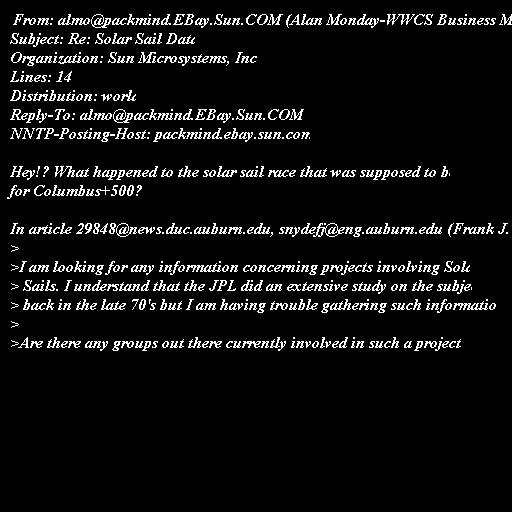 From: almo@packmind.EBay.Sun.COM (Alan Monday-WWCS Business M
Subject: Re: Solar Sail Data
Organization: Sun Microsystems, Inc
Lines: 14
Distribution: world
Reply-To: almo@packmind.EBay.Sun.COM
NNTP-Posting-Host: packmind.ebay.sun.com
Hey!? What happened to the solar sail race that was supposed to b
for Columbus+500?
In article 29848@news.duc.auburn.edu, snydefj@eng.auburn.edu (Frank J.
>
>I am looking for any information concerning projects involving Sola
> Sails. I understand that the JPL did an extensive study on the subje
> back in the late 70's but I am having trouble gathering such informatio
>
>Are there any groups out there currently involved in such a project